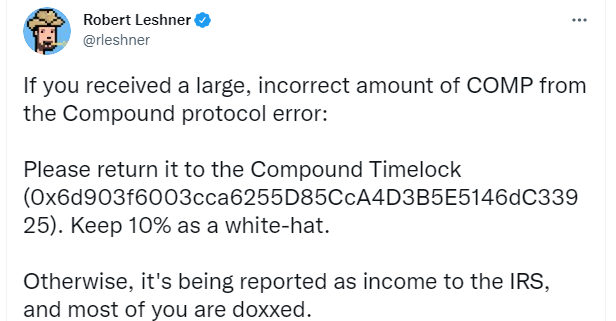 Robert Leshner
@rleshner
If you received a large, incorrect amount of COMP from
the Compound protocol error:
Please return it to the Compound Timelock
(0x6d903f6003cca6255D85CcA4D3B5E5146dC339
25). Keep 10% as a white-hat.
Otherwise, it's being reported as income to the IRS,
and most of you are doxxed.